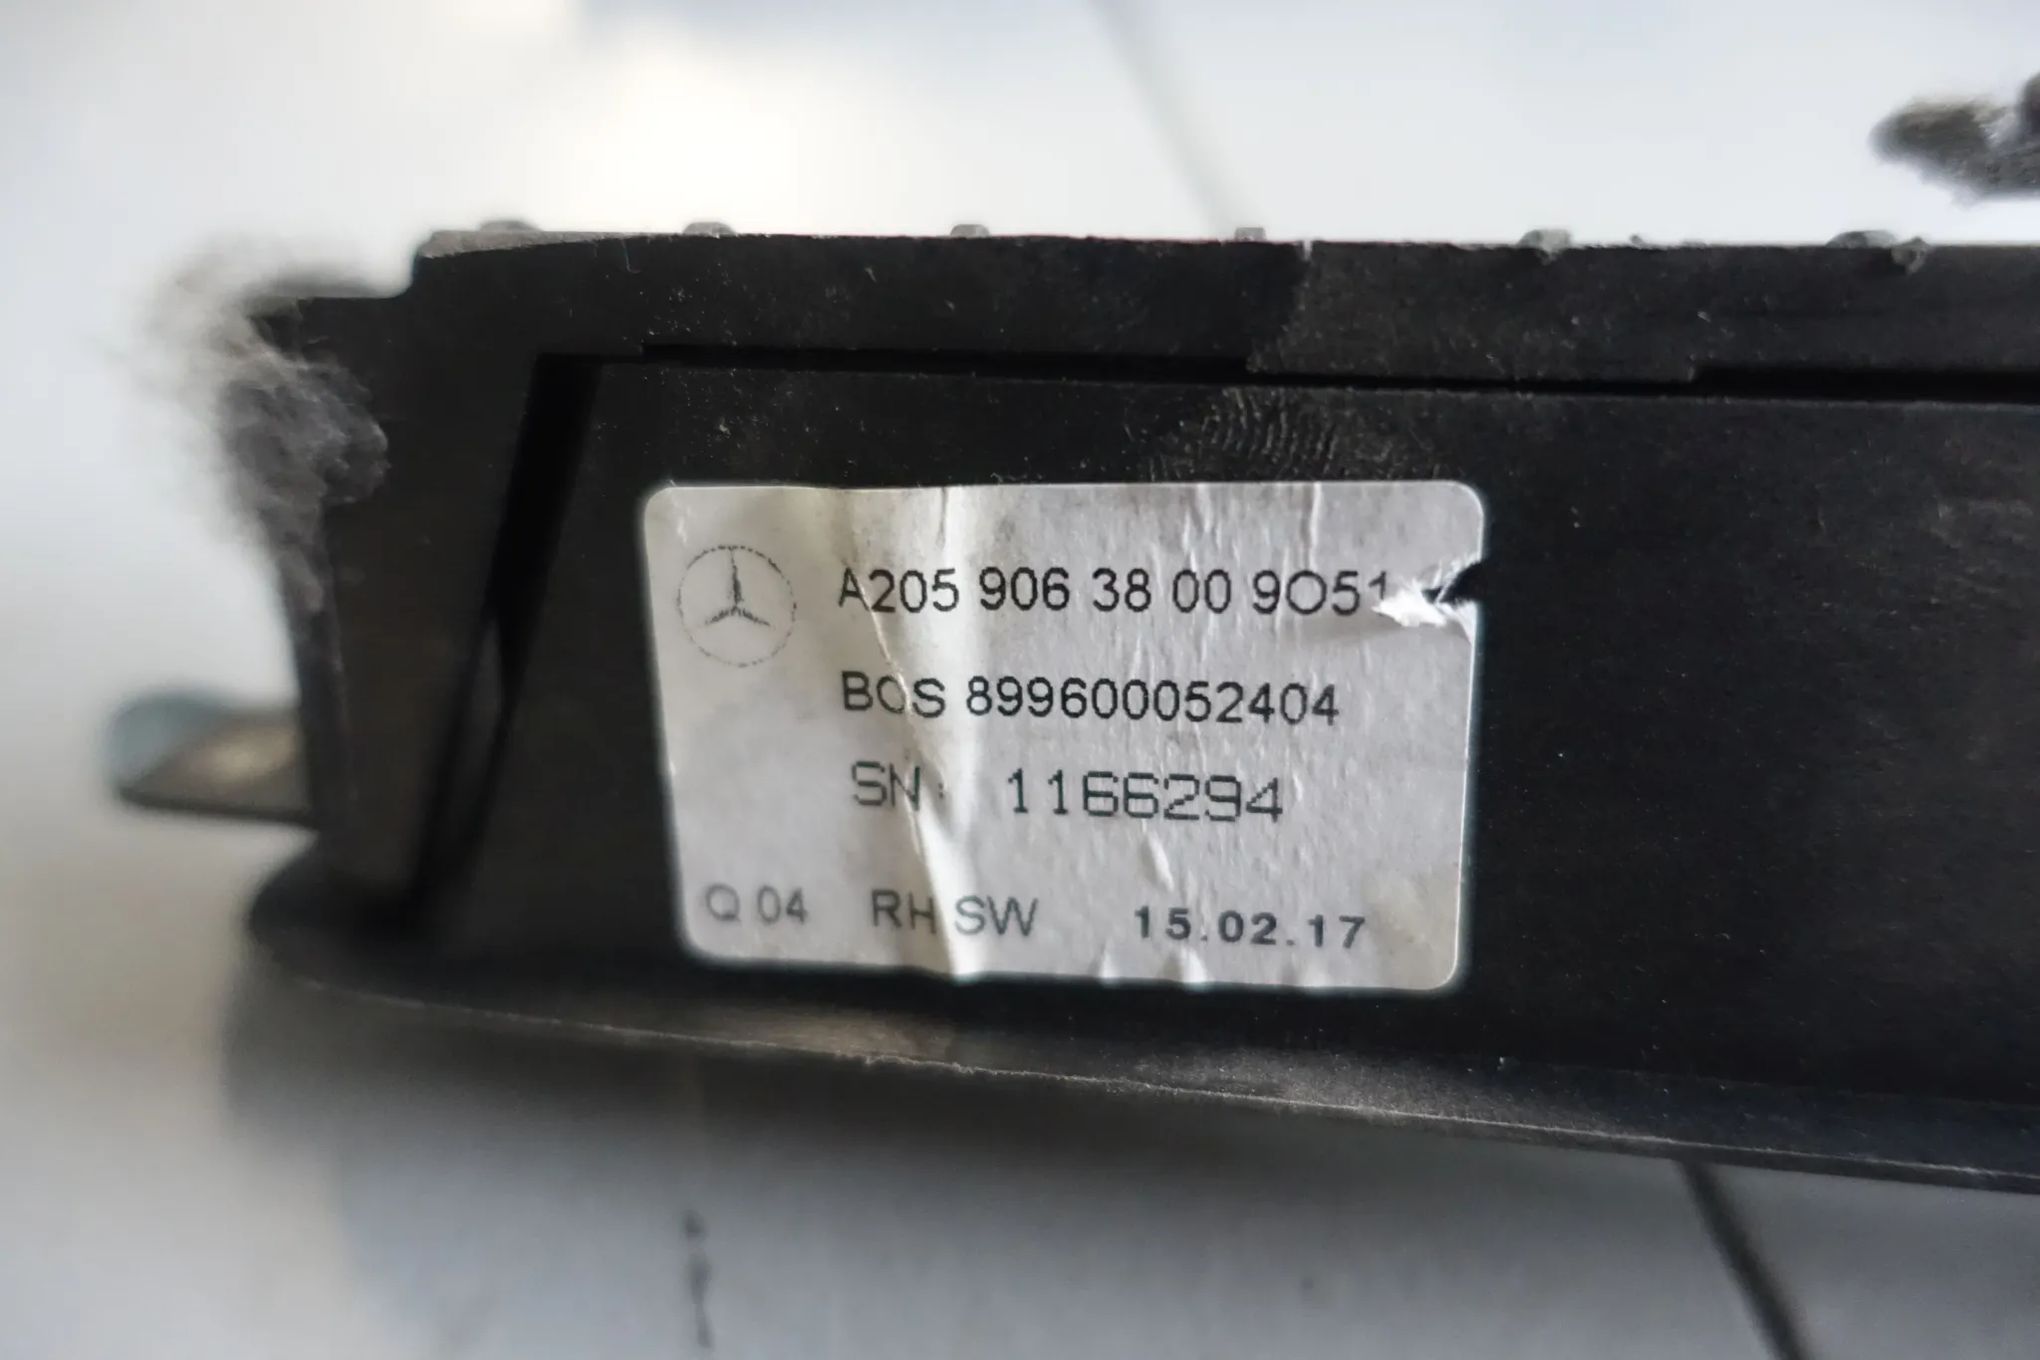 A205 906 38 00 9051
BOS 899600052404
SN: 1166294
Q 04 RH SW 15.02.17